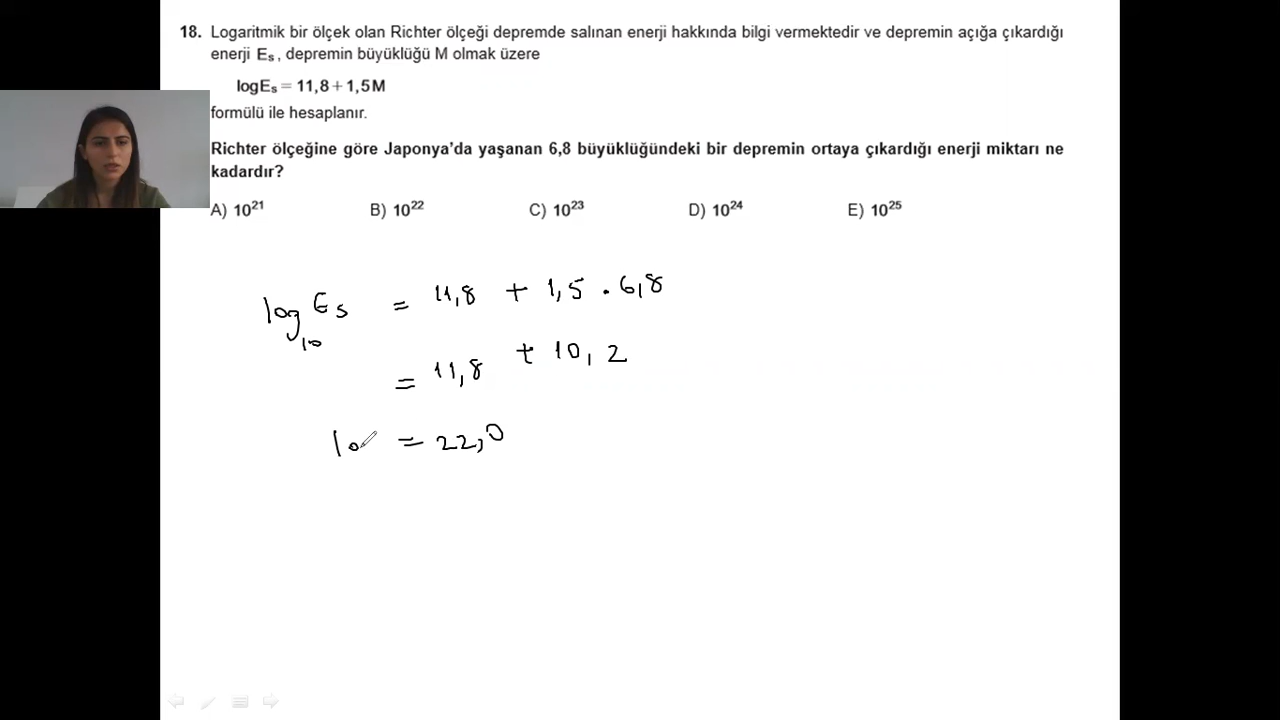 18. Logaritmik bir ölçek olan Richter ölçeği depremde salınan enerji hakkında bilgi vermektedir ve depremin açığa çıkardığı
enerji Eₛ , depremin büyüklüğü M olmak üzere
logEₛ = 11,8 + 1,5M
formülü ile hesaplanır.
Richter ölçeğine göre Japonya’da yaşanan 6,8 büyüklüğündeki bir depremin ortaya çıkardığı enerji miktarı ne
kadardır?
A) 10²¹ B) 10²² C) 10²³ D) 10²⁴ E) 10²⁵
log₁₀ Eₛ = 11,8 + 1,5 . 6,8
= 11,8 + 10,2
10 = 22,0